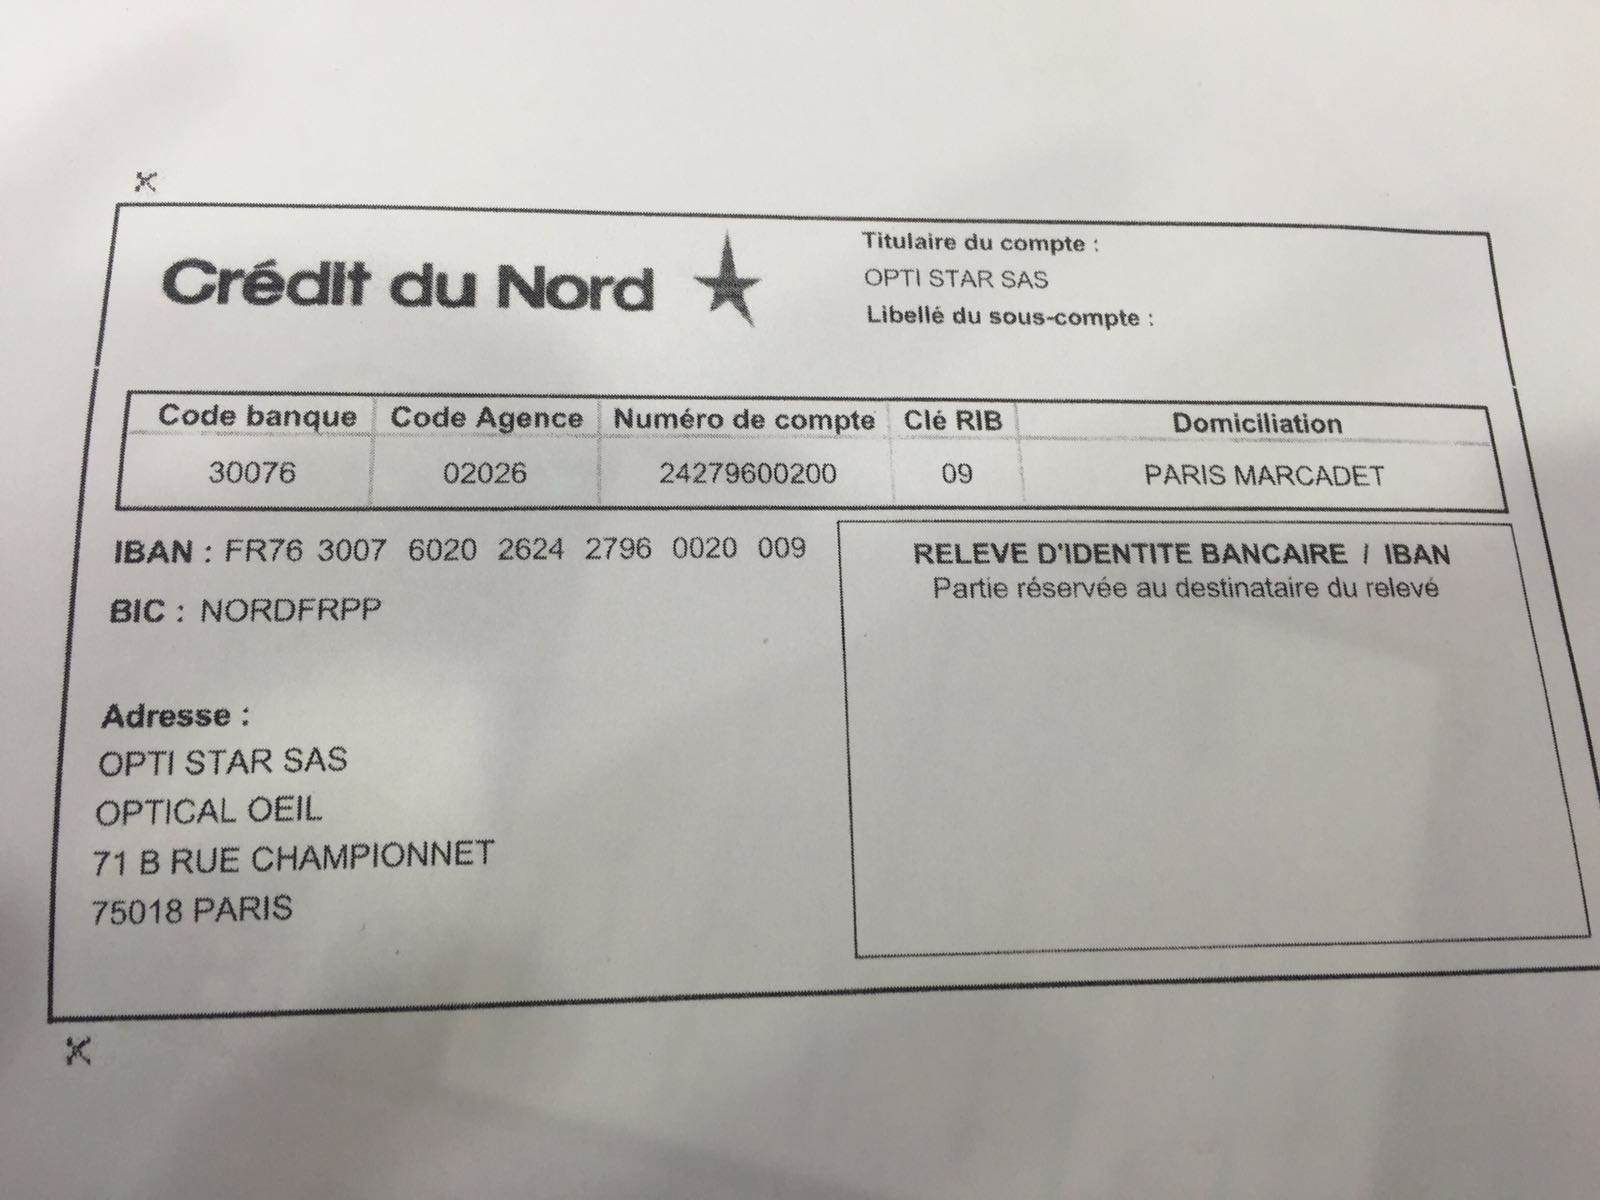 Crédit du Nord
Titulaire du compte :
OPTI STAR SAS
Libellé du sous-compte :
Code banque Code Agence Numéro de compte Clé RIB Domiciliation
30076 02026 24279600200 09 PARIS MARCADET
IBAN : FR76 3007 6020 2624 2796 0020 009
BIC : NORDFRPP
RELEVE D'IDENTITE BANCAIRE / IBAN
Partie réservée au destinataire du relevé
Adresse :
OPTI STAR SAS
OPTICAL OEIL
71 B RUE CHAMPIONNET
75018 PARIS